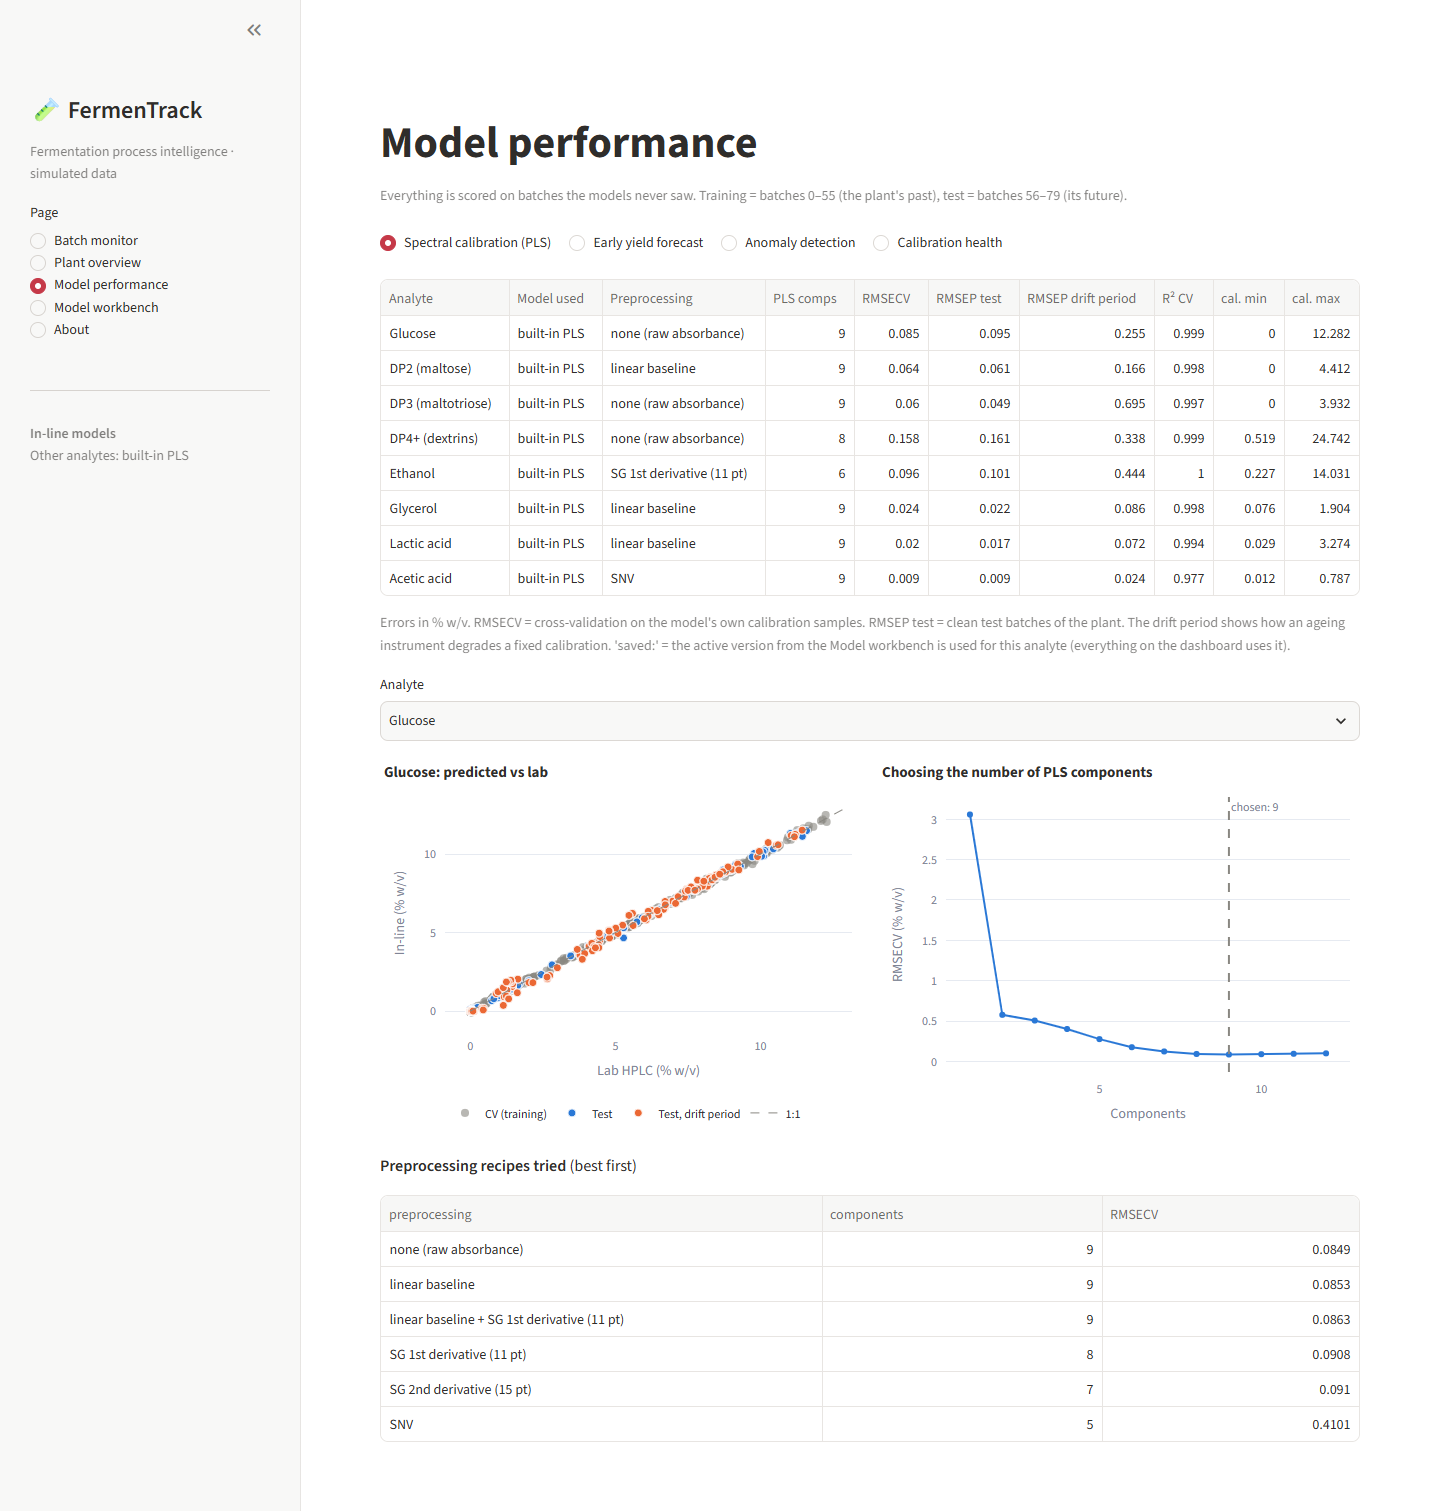 FermenTrack
Fermentation process intelligence ·
simulated data
Page
Batch monitor
Plant overview
Model performance
Model workbench
About
In-line models
Other analytes: built-in PLS
Model performance
Everything is scored on batches the models never saw. Training = batches 0–55 (the plant's past), test = batches 56–79 (its future).
Spectral calibration (PLS) Early yield forecast Anomaly detection Calibration health
Analyte Model used Preprocessing PLS comps RMSECV RMSEP test RMSEP drift period R² CV cal. min cal. max
Glucose built-in PLS none (raw absorbance) 9 0.085 0.095 0.255 0.999 0 12.282
DP2 (maltose) built-in PLS linear baseline 9 0.064 0.061 0.166 0.998 0 4.412
DP3 (maltotriose) built-in PLS none (raw absorbance) 9 0.06 0.049 0.695 0.997 0 3.932
DP4+ (dextrins) built-in PLS none (raw absorbance) 8 0.158 0.161 0.338 0.999 0.519 24.742
Ethanol built-in PLS SG 1st derivative (11 pt) 6 0.096 0.101 0.444 1 0.227 14.031
Glycerol built-in PLS linear baseline 9 0.024 0.022 0.086 0.998 0.076 1.904
Lactic acid built-in PLS linear baseline 9 0.02 0.017 0.072 0.994 0.029 3.274
Acetic acid built-in PLS SNV 9 0.009 0.009 0.024 0.977 0.012 0.787
Errors in % w/v. RMSECV = cross-validation on the model's own calibration samples. RMSEP test = clean test batches of the plant. The drift period shows how an ageing
instrument degrades a fixed calibration. 'saved:' = the active version from the Model workbench is used for this analyte (everything on the dashboard uses it).
Analyte
Glucose
Glucose: predicted vs lab
10
5
0
In-line (% w/v)
0 5 10
Lab HPLC (% w/v)
CV (training) Test Test, drift period 1:1
Choosing the number of PLS components
chosen: 9
3
2.5
2
1.5
1
0.5
0
RMSECV (% w/v)
5 10
Components
Preprocessing recipes tried (best first)
preprocessing components RMSECV
none (raw absorbance) 9 0.0849
linear baseline 9 0.0853
linear baseline + SG 1st derivative (11 pt) 9 0.0863
SG 1st derivative (11 pt) 8 0.0908
SG 2nd derivative (15 pt) 7 0.091
SNV 5 0.4101